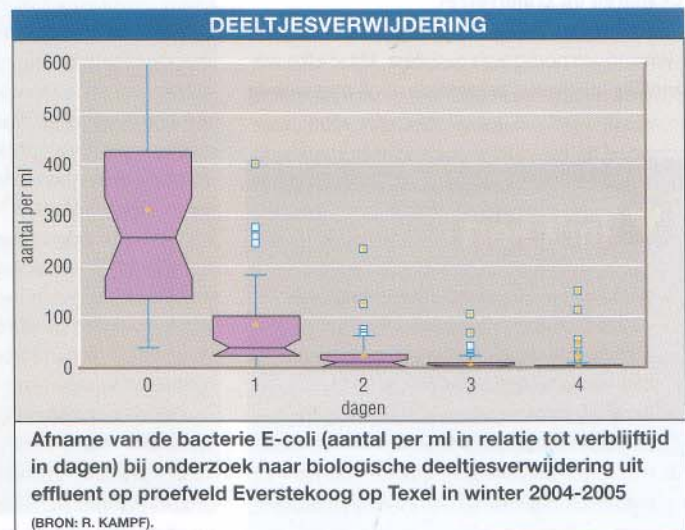 DEELTJESVERWIJDERING
600
500
400
300
200
100
0
aantal per ml
0 1 2 3 4
dagen
Afname van de bacterie E-coli (aantal per ml in relatie tot verblijftijd
in dagen) bij onderzoek naar biologische deeltjesverwijdering uit
effluent op proefveld Everstekoog op Texel in winter 2004-2005
(BRON: R. KAMPF).